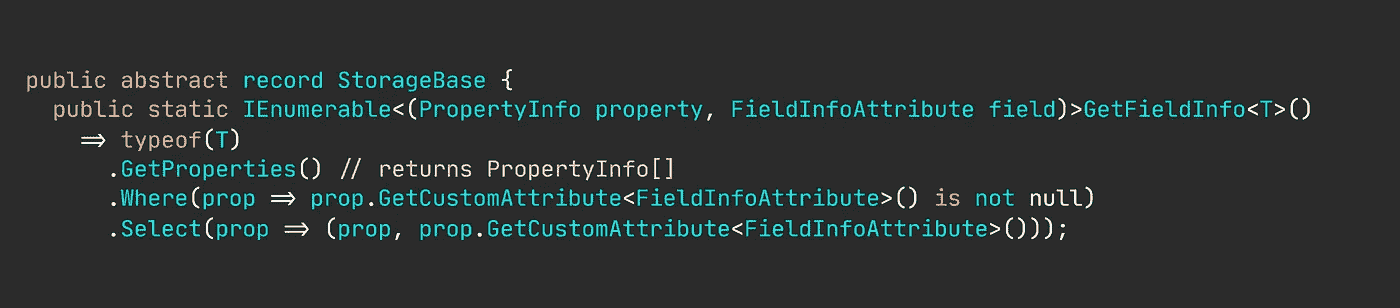 public abstract record StorageBase {
public static IEnumerable<(PropertyInfo property, FieldInfoAttribute field)>GetFieldInfo<T>()
=> typeof(T)
.GetProperties() // returns PropertyInfo[]
.Where(prop => prop.GetCustomAttribute<FieldInfoAttribute>() is not null)
.Select(prop => (prop, prop.GetCustomAttribute<FieldInfoAttribute>()));